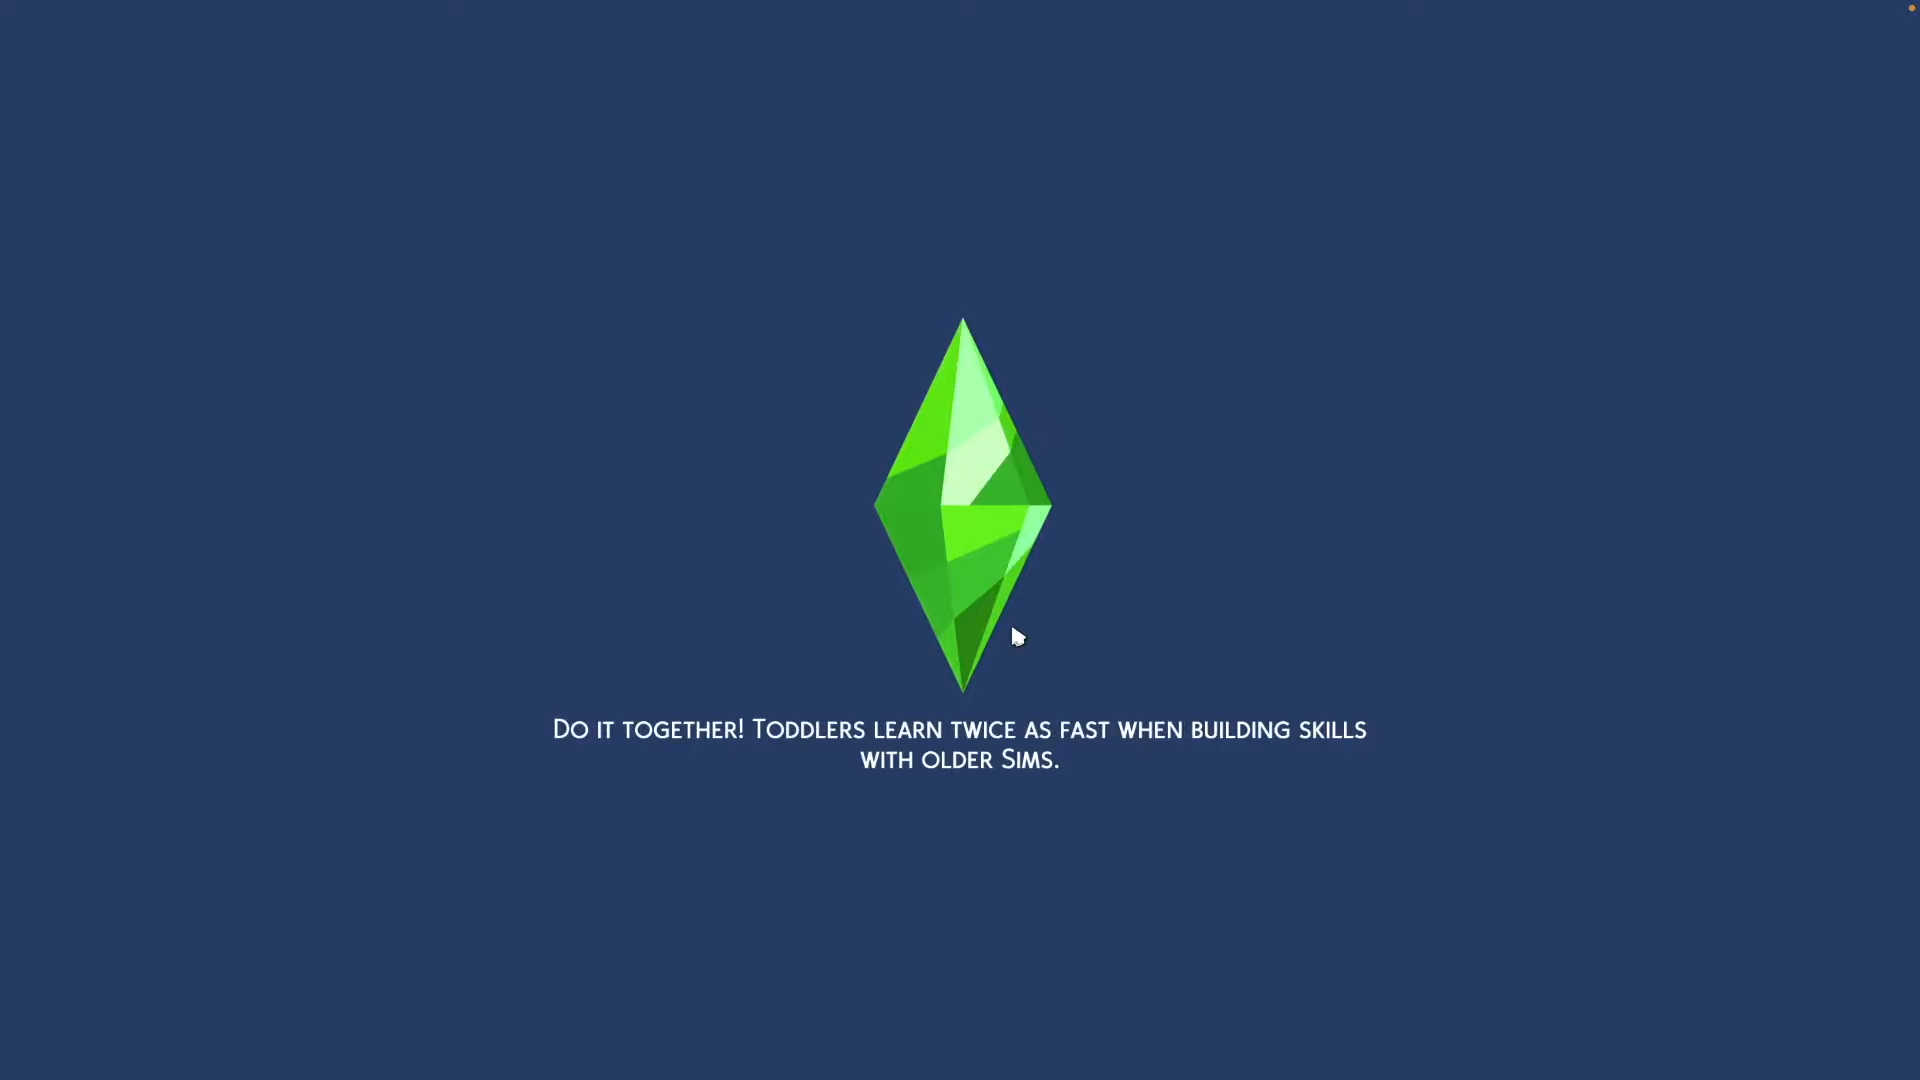 Do it together! Toddlers learn twice as fast when building skills
with older Sims.